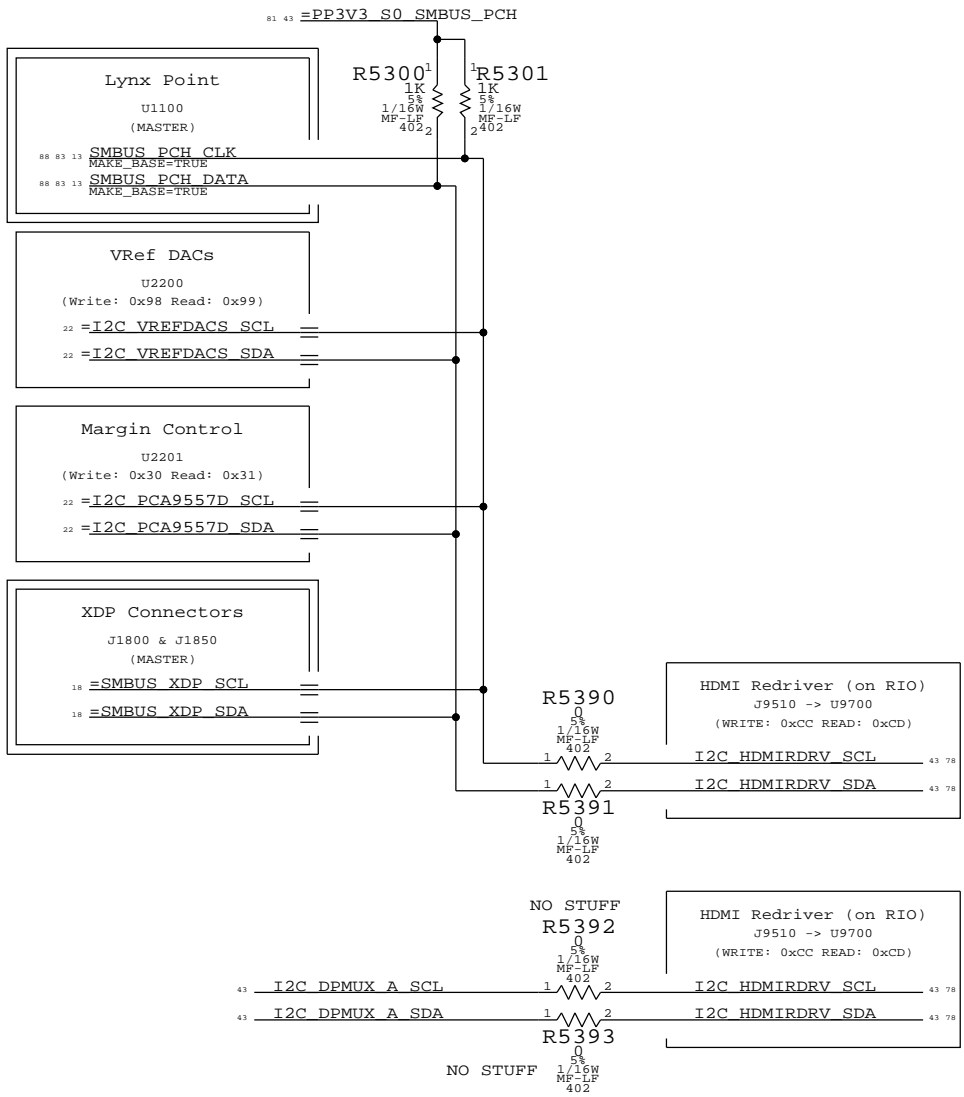 81 43 =PP3V3_S0_SMBUS_PCH
Lynx Point
U1100
(MASTER)
88 83 13 SMBUS_PCH_CLK
MAKE_BASE=TRUE
88 83 13 SMBUS_PCH_DATA
MAKE_BASE=TRUE
R5300 1
1K
5%
1/16W
MF-LF
402 2
1 R5301
1K
5%
1/16W
MF-LF
2 402
VRef DACs
U2200
(Write: 0x98 Read: 0x99)
22 =I2C_VREFDACS_SCL
22 =I2C_VREFDACS_SDA
Margin Control
U2201
(Write: 0x30 Read: 0x31)
22 =I2C_PCA9557D_SCL
22 =I2C_PCA9557D_SDA
XDP Connectors
J1800 & J1850
(MASTER)
18 =SMBUS_XDP_SCL
18 =SMBUS_XDP_SDA
R5390
0
5%
1/16W
MF-LF
402
1 2
1 2
R5391
0
5%
1/16W
MF-LF
402
HDMI Redriver (on RIO)
J9510 -> U9700
(WRITE: 0xCC READ: 0xCD)
I2C_HDMIRDRV_SCL 43 78
I2C_HDMIRDRV_SDA 43 78
NO STUFF
R5392
0
5%
1/16W
MF-LF
402
43 I2C_DPMUX_A_SCL 1 2
43 I2C_DPMUX_A_SDA 1 2
R5393
0
5%
NO STUFF 1/16W
MF-LF
402
HDMI Redriver (on RIO)
J9510 -> U9700
(WRITE: 0xCC READ: 0xCD)
I2C_HDMIRDRV_SCL 43 78
I2C_HDMIRDRV_SDA 43 78